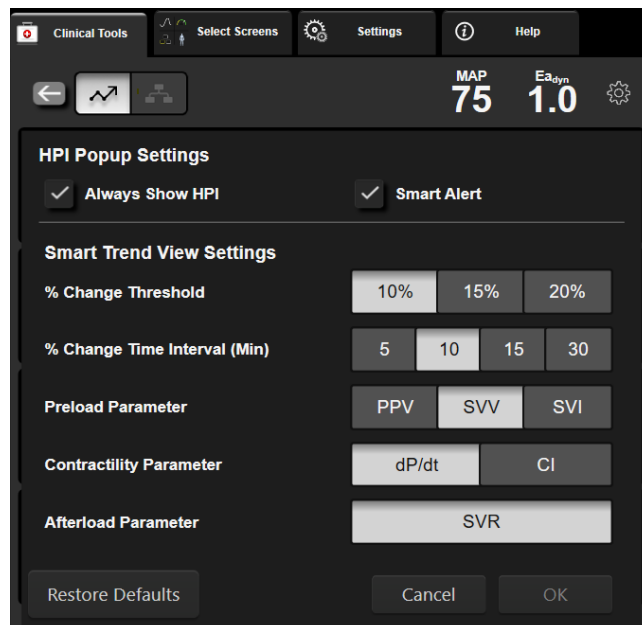 Clinical Tools
Select Screens
Settings
Help
MAP
75
Ea dyn
1.0
HPI Popup Settings
Always Show HPI
Smart Alert
Smart Trend View Settings
% Change Threshold
10% 15% 20%
% Change Time Interval (Min)
5 10 15 30
Preload Parameter
PPV SVV SVI
Contractility Parameter
dP/dt CI
Afterload Parameter
SVR
Restore Defaults
Cancel
OK